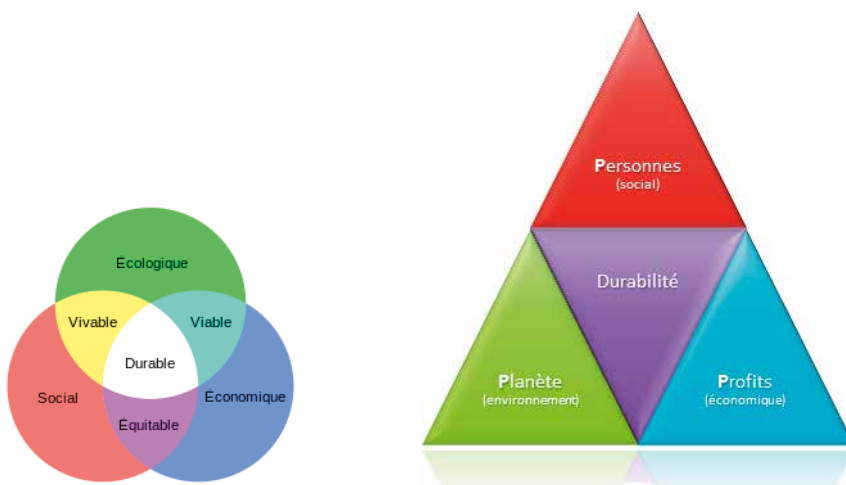 Écologique
Vivable
Viable
Durable
Social
Économique
Équitable
Personnes
(social)
Durabilité
Planète
(environnement)
Profits
(économique)